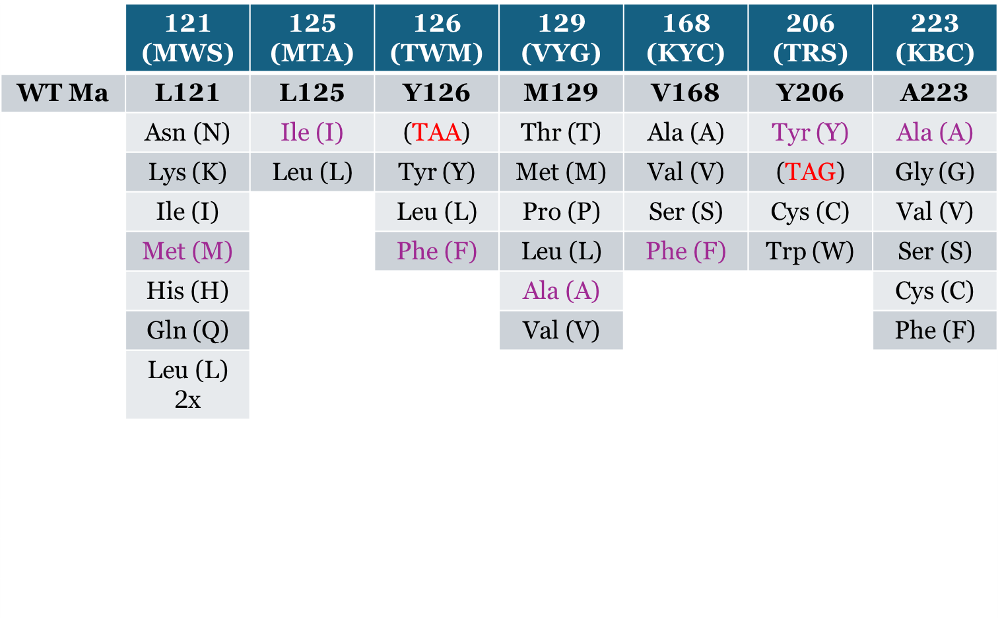 121 125 126 129 168 206 223
(MWS) (MTA) (TWM) (VYG) (KYC) (TRS) (KBC)
WT Ma L121 L125 Y126 M129 V168 Y206 A223
Asn (N) Ile (I) (TAA) Thr (T) Ala (A) Tyr (Y) Ala (A)
Lys (K) Leu (L) Tyr (Y) Met (M) Val (V) (TAG) Gly (G)
Ile (I) Leu (L) Pro (P) Ser (S) Cys (C) Val (V)
Met (M) Phe (F) Leu (L) Phe (F) Trp (W) Ser (S)
His (H) Ala (A) Cys (C)
Gln (Q) Val (V) Phe (F)
Leu (L)
2x